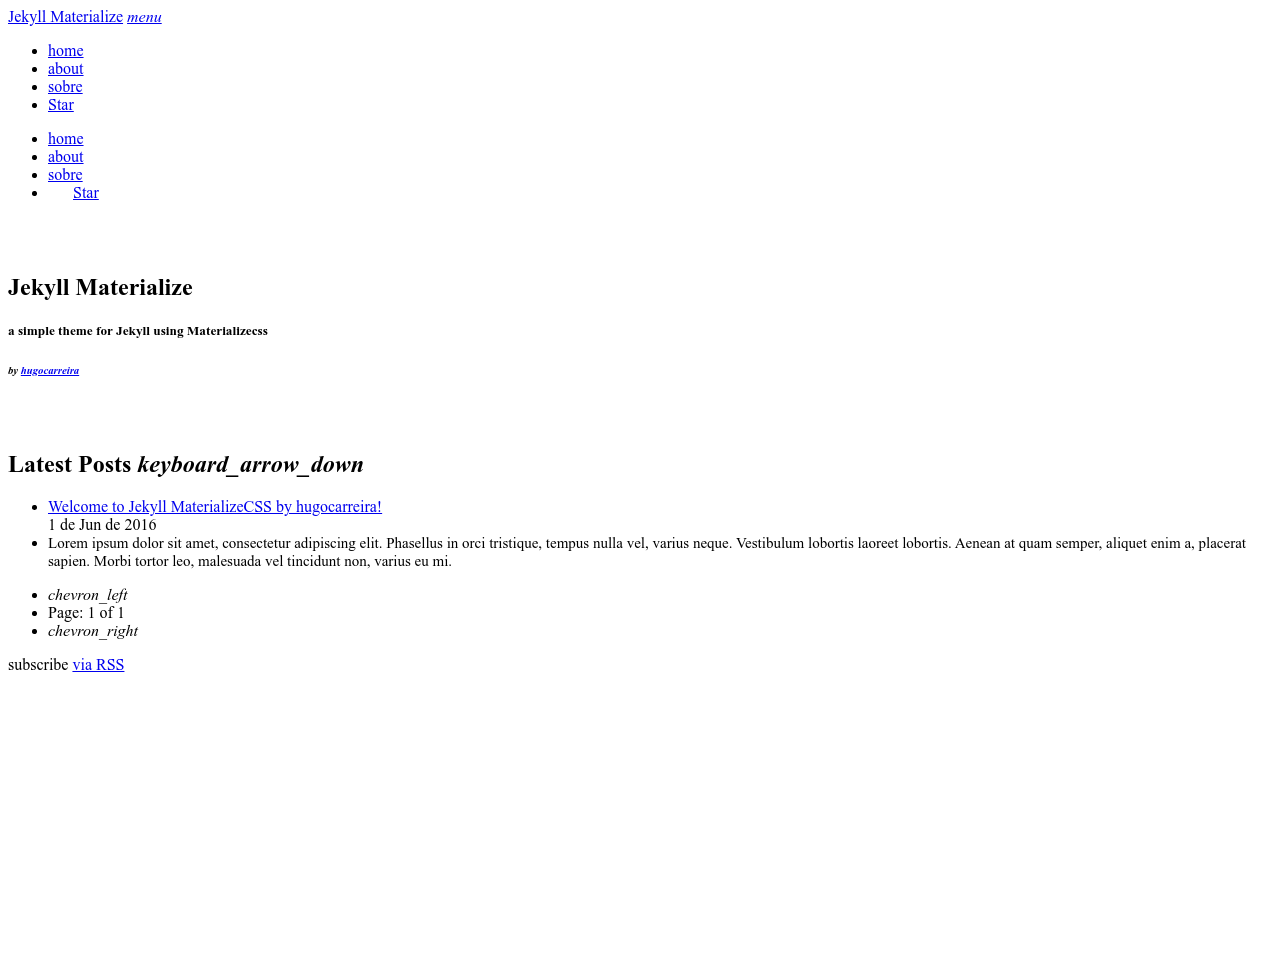 Jekyll Materialize menu
home
about
sobre
Star
home
about
sobre
Star
Jekyll Materialize
a simple theme for Jekyll using Materializecss
by hugocarreira
Latest Posts keyboard_arrow_down
Welcome to Jekyll MaterializeCSS by hugocarreira!
1 de Jun de 2016
Lorem ipsum dolor sit amet, consectetur adipiscing elit. Phasellus in orci tristique, tempus nulla vel, varius neque. Vestibulum lobortis laoreet lobortis. Aenean at quam semper, aliquet enim a, placerat
sapien. Morbi tortor leo, malesuada vel tincidunt non, varius eu mi.
chevron_left
Page: 1 of 1
chevron_right
subscribe via RSS